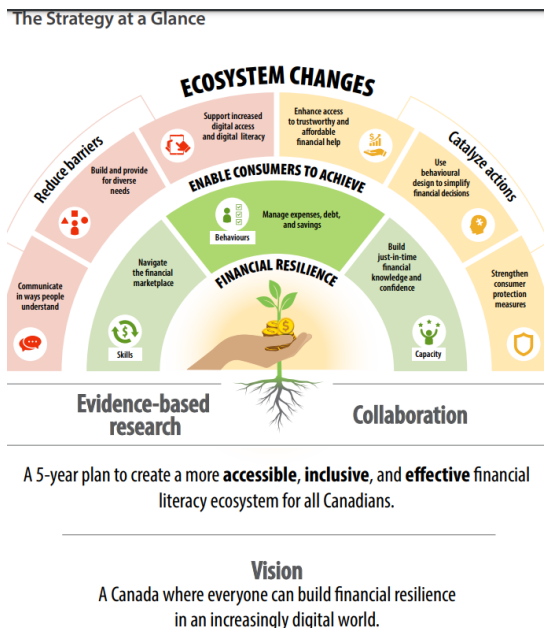 The Strategy at a Glance
ECOSYSTEM CHANGES
Reduce barriers
Communicate
in ways people
understand
Build and provide
for diverse
needs
Support increased
digital access
and digital literacy
Catalyze actions
Enhance access
to trustworthy and
affordable
financial help
Use
behavioural
design to simplify
financial decisions
Strengthen
consumer
protection
measures
ENABLE CONSUMERS TO ACHIEVE
Navigate
the financial
marketplace
Skills
Manage expenses, debt,
and savings
Behaviours
Build
just-in-time
financial
knowledge and
confidence
Capacity
FINANCIAL RESILIENCE
Evidence-based
research
Collaboration
A 5-year plan to create a more accessible, inclusive, and effective financial
literacy ecosystem for all Canadians.
Vision
A Canada where everyone can build financial resilience
in an increasingly digital world.